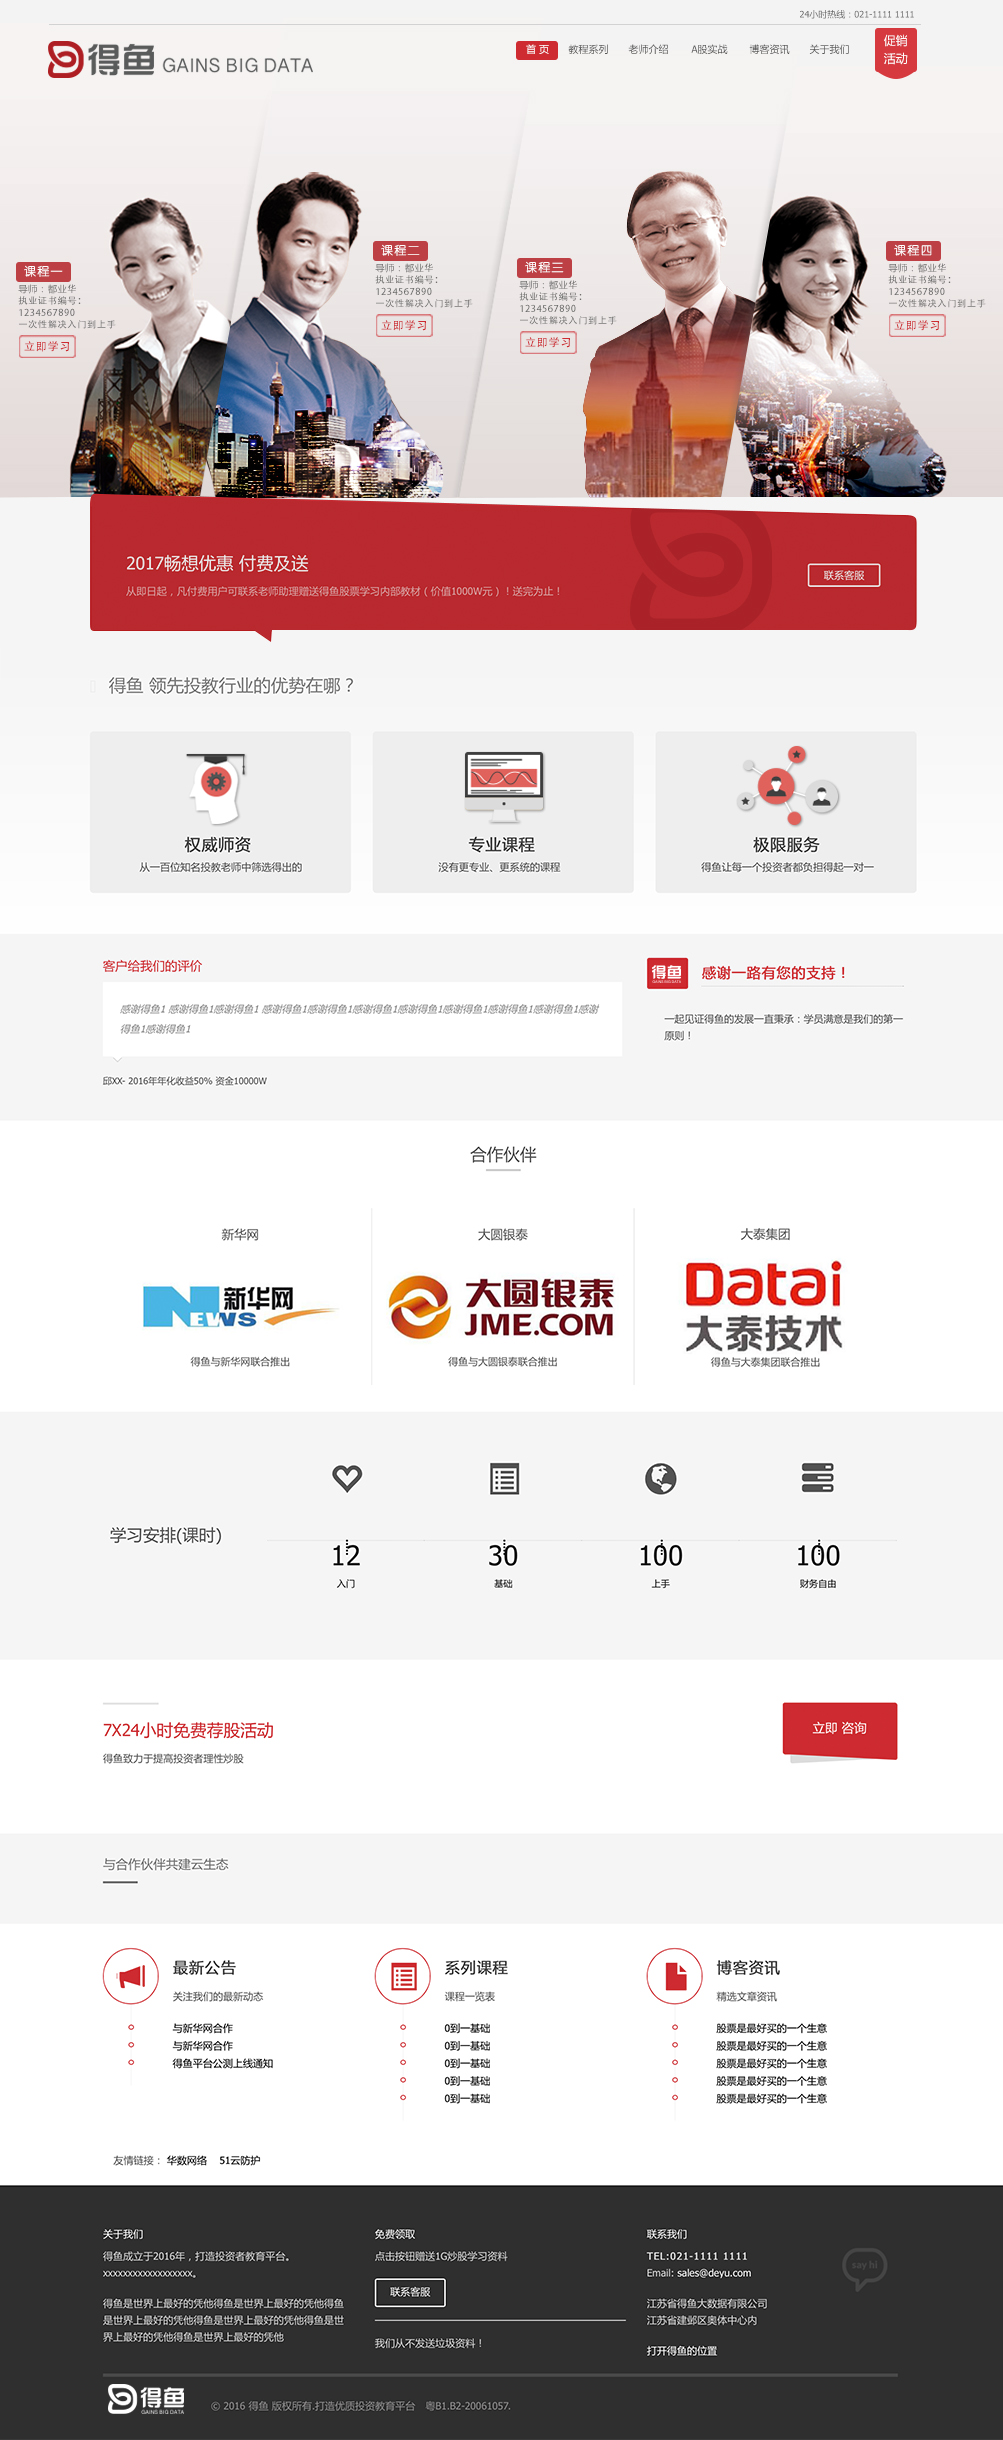 24小时热线：021-1111 1111
得鱼 GAINS BIG DATA
首 页 教程系列 老师介绍 A股实战 博客资讯 关于我们
促销
活动
课程一
导师：都业华
执业证书编号：
1234567890
一次性解决入门到上手
立即学习
课程二
导师：都业华
执业证书编号：
1234567890
一次性解决入门到上手
立即学习
课程三
导师：都业华
执业证书编号：
1234567890
一次性解决入门到上手
立即学习
课程四
导师：都业华
执业证书编号：
1234567890
一次性解决入门到上手
立即学习
2017畅想优惠 付费及送
从即日起，凡付费用户可联系老师助理赠送得鱼股票学习内部教材（价值1000W元）！送完为止！
联系客服
得鱼 领先投教行业的优势在哪？
权威师资
从一百位知名投教老师中筛选得出的
专业课程
没有更专业、更系统的课程
极限服务
得鱼让每一个投资者都负担得起一对一
客户给我们的评价
感谢得鱼1 感谢得鱼1感谢得鱼1 感谢得鱼1感谢得鱼1感谢得鱼1感谢得鱼1感谢得鱼1感谢得鱼1感谢得鱼1感谢
得鱼1感谢得鱼1
邱XX- 2016年年化收益50% 资金10000W
得鱼
GAINS BIG DATA
感谢一路有您的支持！
一起见证得鱼的发展一直秉承：学员满意是我们的第一
原则！
合作伙伴
新华网
NEWS 新华网
得鱼与新华网联合推出
大圆银泰
大圆银泰
JME.COM
得鱼与大圆银泰联合推出
大泰集团
Datai
大泰技术
得鱼与大泰集团联合推出
学习安排(课时)
12
入门
30
基础
100
上手
100
财务自由
7X24小时免费荐股活动
得鱼致力于提高投资者理性炒股
立即 咨询
与合作伙伴共建云生态
最新公告
关注我们的最新动态
与新华网合作
与新华网合作
得鱼平台公测上线通知
系列课程
课程一览表
0到一基础
0到一基础
0到一基础
0到一基础
0到一基础
博客资讯
精选文章资讯
股票是最好买的一个生意
股票是最好买的一个生意
股票是最好买的一个生意
股票是最好买的一个生意
股票是最好买的一个生意
友情链接： 华数网络 51云防护
关于我们
得鱼成立于2016年，打造投资者教育平台。
xxxxxxxxxxxxxxxxxx。
得鱼是世界上最好的凭他得鱼是世界上最好的凭他得鱼
是世界上最好的凭他得鱼是世界上最好的凭他得鱼是世
界上最好的凭他得鱼是世界上最好的凭他
免费领取
点击按钮赠送1G炒股学习资料
联系客服
我们从不发送垃圾资料！
联系我们
TEL:021-1111 1111
Email: sales@deyu.com
say hi
江苏省得鱼大数据有限公司
江苏省建邺区奥体中心内
打开得鱼的位置
得鱼
GAINS BIG DATA
© 2016 得鱼 版权所有.打造优质投资教育平台 粤B1.B2-20061057.